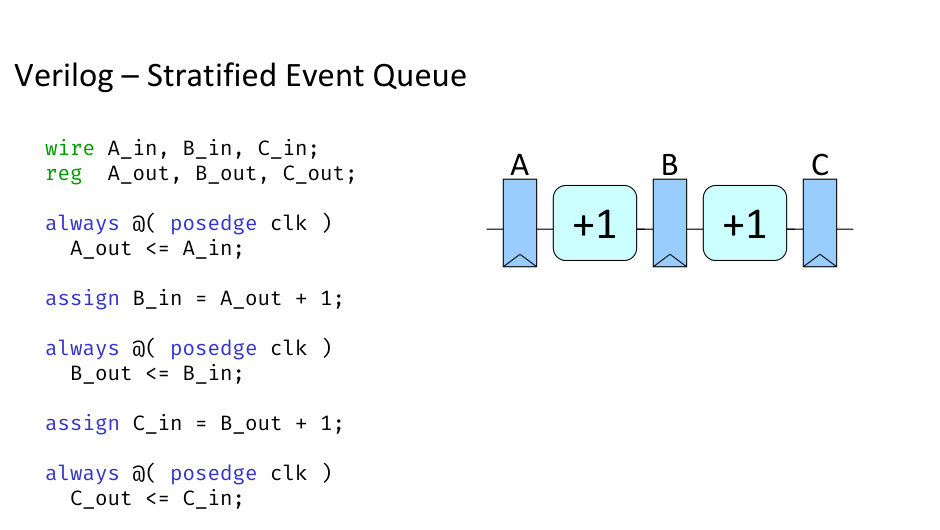 Verilog – Stratified Event Queue
wire A_in, B_in, C_in;
reg  A_out, B_out, C_out;
always @( posedge clk )
  A_out <= A_in;
assign B_in = A_out + 1;
always @( posedge clk )
  B_out <= B_in;
assign C_in = B_out + 1;
always @( posedge clk )
  C_out <= C_in;
A B C
+1 +1